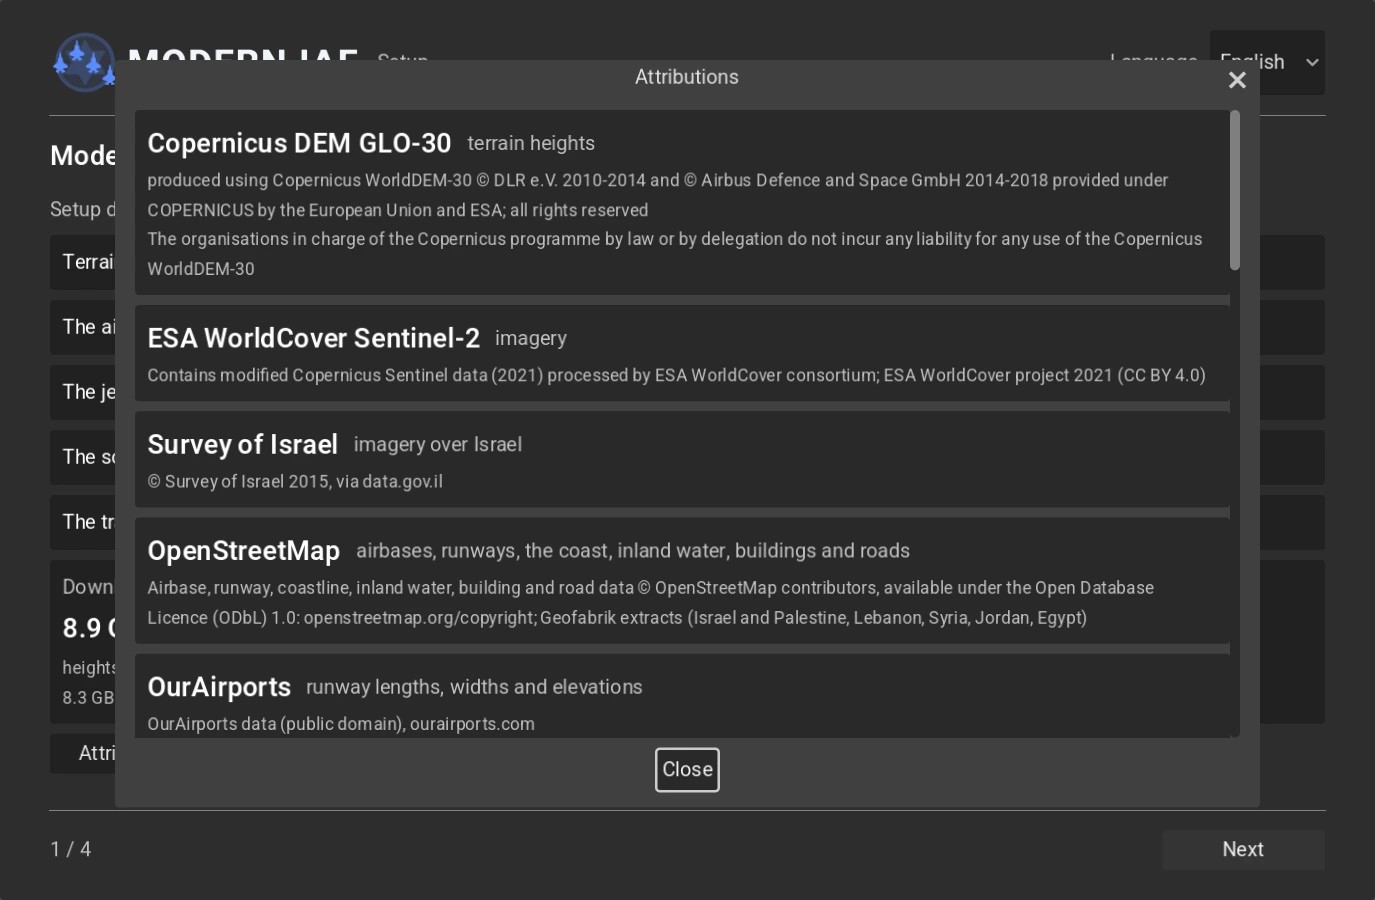 Setup
Language
English
Attributions
Copernicus DEM GLO-30 terrain heights
produced using Copernicus WorldDEM-30 © DLR e.V. 2010-2014 and © Airbus Defence and Space GmbH 2014-2018 provided under
COPERNICUS by the European Union and ESA; all rights reserved
The organisations in charge of the Copernicus programme by law or by delegation do not incur any liability for any use of the Copernicus
WorldDEM-30
ESA WorldCover Sentinel-2 imagery
Contains modified Copernicus Sentinel data (2021) processed by ESA WorldCover consortium; ESA WorldCover project 2021 (CC BY 4.0)
Survey of Israel imagery over Israel
© Survey of Israel 2015, via data.gov.il
OpenStreetMap airbases, runways, the coast, inland water, buildings and roads
Airbase, runway, coastline, inland water, building and road data © OpenStreetMap contributors, available under the Open Database
Licence (ODbL) 1.0: openstreetmap.org/copyright; Geofabrik extracts (Israel and Palestine, Lebanon, Syria, Jordan, Egypt)
OurAirports runway lengths, widths and elevations
OurAirports data (public domain), ourairports.com
Close
Setup
The
The
The
The
8.9
heights
8.3 GB
1 / 4
Next